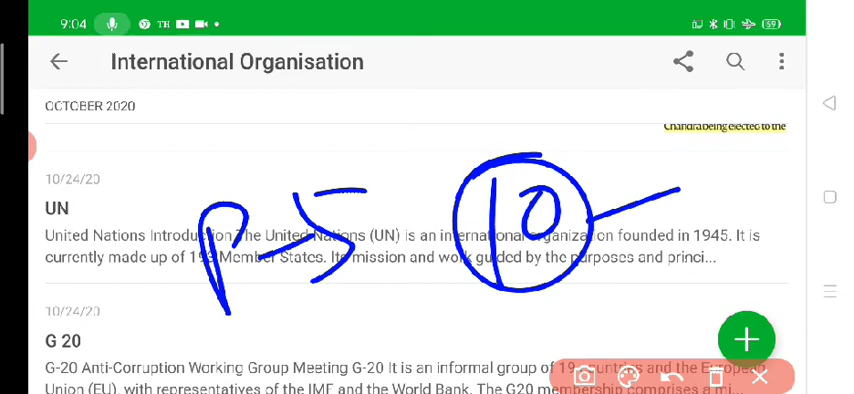 9:04 TH 59
International Organisation
OCTOBER 2020
Chandra being elected to the
10/24/20
UN
United Nations Introduction The United Nations (UN) is an international organization founded in 1945. It is
currently made up of 193 Member States. Its mission and work guided by the purposes and princi...
P-5 10
10/24/20
G 20
G-20 Anti-Corruption Working Group Meeting G-20 It is an informal group of 19 countries and the European
Union (EU), with representatives of the IMF and the World Bank. The G20 membership comprises a mi...